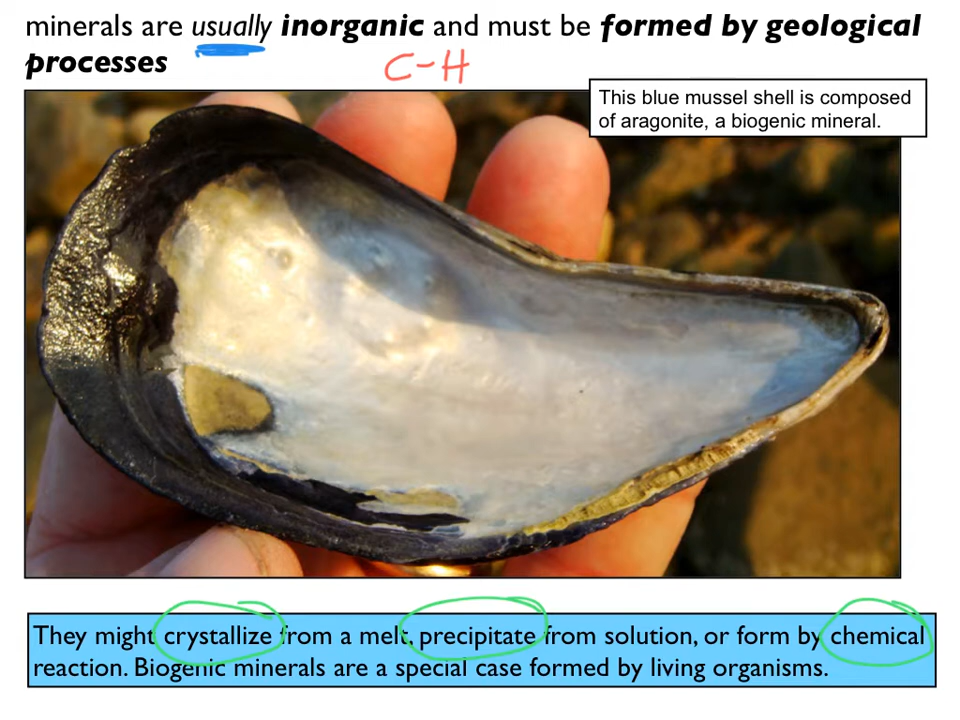 minerals are usually inorganic and must be formed by geological
processes
C-H
This blue mussel shell is composed
of aragonite, a biogenic mineral.
They might crystallize from a melt, precipitate from solution, or form by chemical
reaction. Biogenic minerals are a special case formed by living organisms.